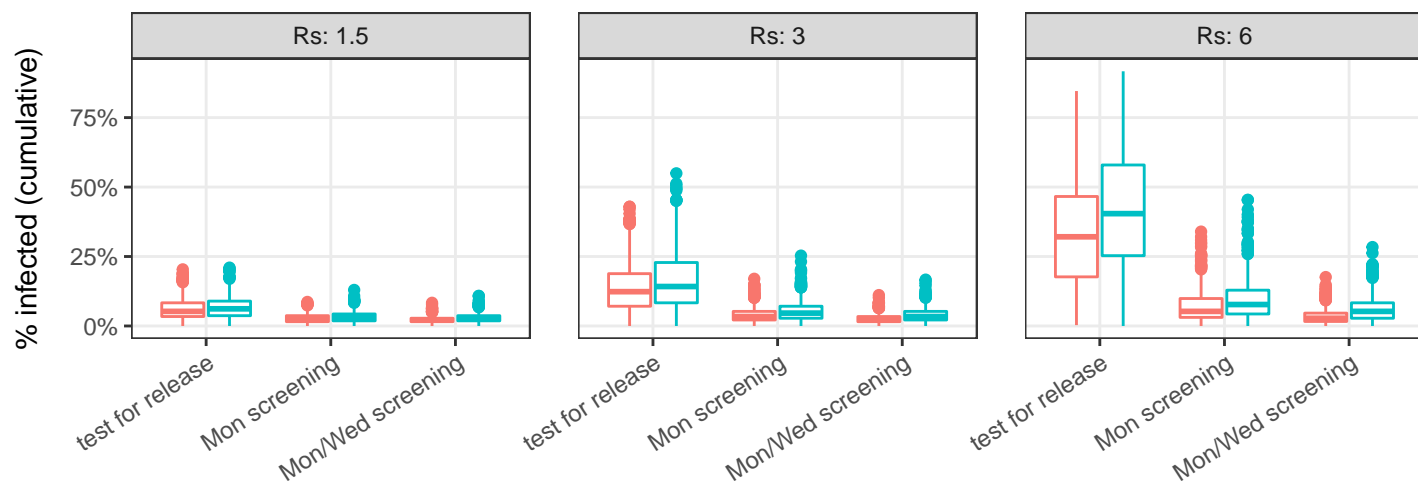 Rs: 1.5
Rs: 3
Rs: 6
% infected (cumulative)
75%
50%
25%
0%
test for release
Mon screening
Mon/Wed screening
test for release
Mon screening
Mon/Wed screening
test for release
Mon screening
Mon/Wed screening